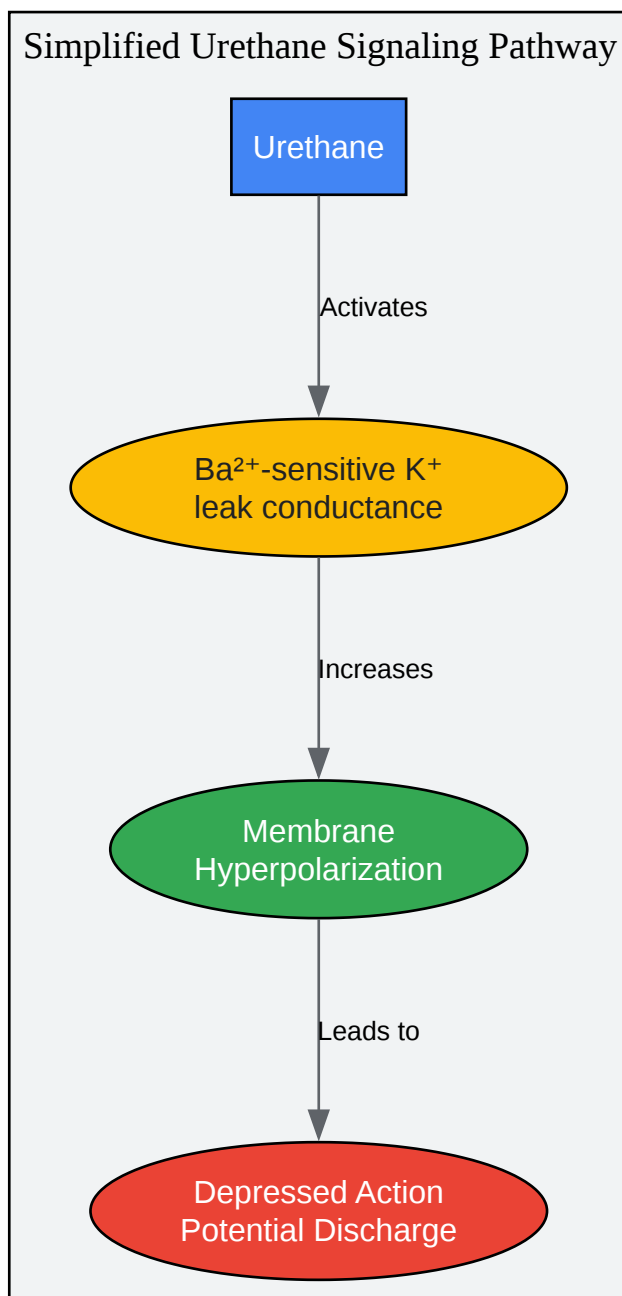 Simplified Urethane Signaling Pathway
Urethane
Activates
Ba²⁺-sensitive K⁺
leak conductance
Increases
Membrane
Hyperpolarization
Leads to
Depressed Action
Potential Discharge